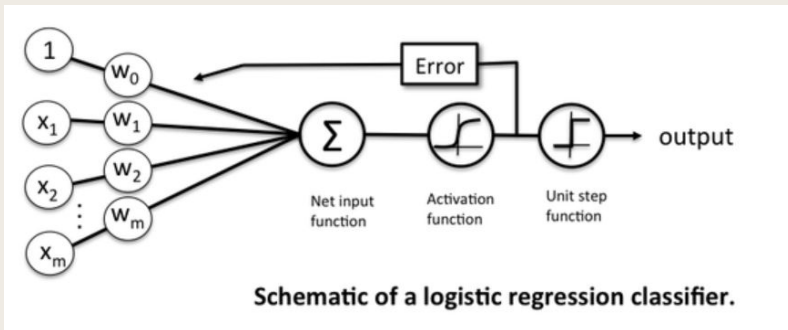 1
w0
Error
x1
w1
Σ
output
x2
w2
wm
xm
Net input
function
Activation
function
Unit step
function
Schematic of a logistic regression classifier.